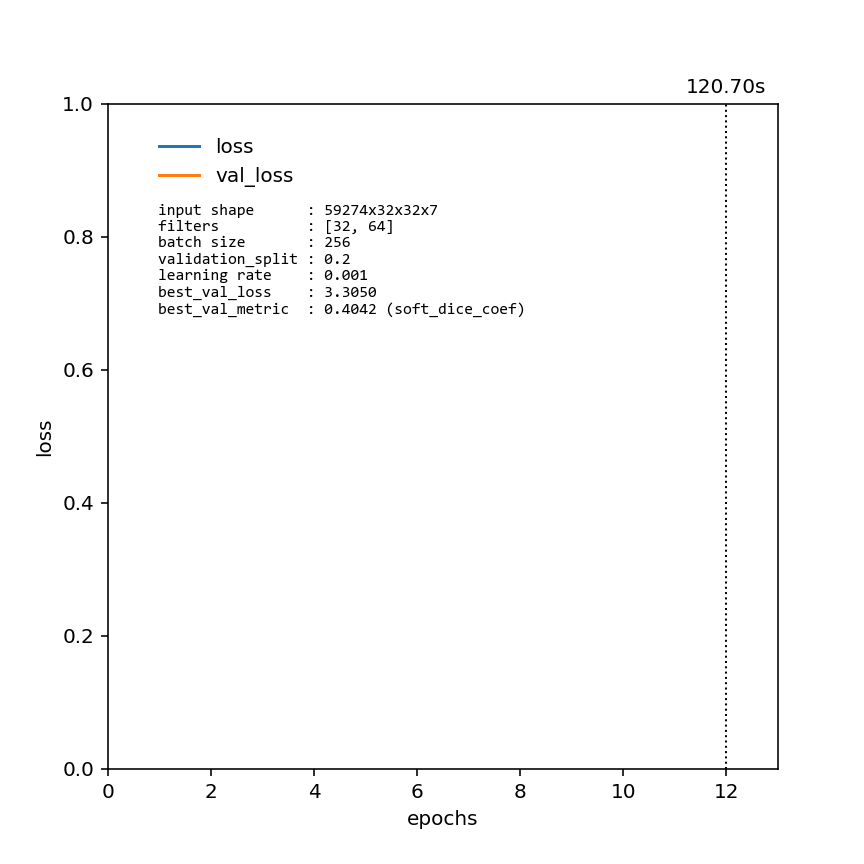 120.70s
1.0
loss
val_loss
input shape      : 59274x32x32x7
filters          : [32, 64]
batch size       : 256
validation_split : 0.2
learning rate    : 0.001
best_val_loss    : 3.3050
best_val_metric  : 0.4042 (soft_dice_coef)
0.8
0.6
loss
0.4
0.2
0.0
0 2 4 6 8 10 12
epochs